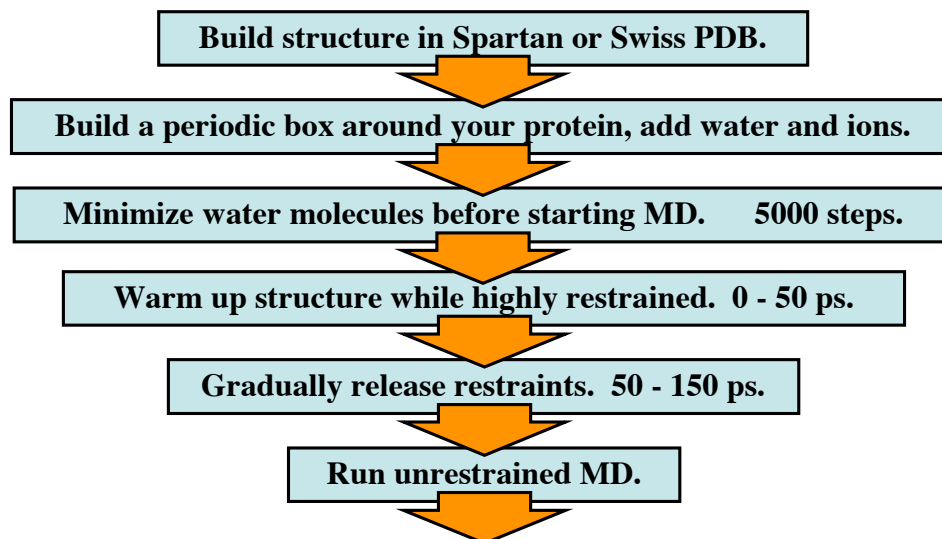 Build structure in Spartan or Swiss PDB.
Build a periodic box around your protein, add water and ions.
Minimize water molecules before starting MD. 5000 steps.
Warm up structure while highly restrained. 0 - 50 ps.
Gradually release restraints. 50 - 150 ps.
Run unrestrained MD.